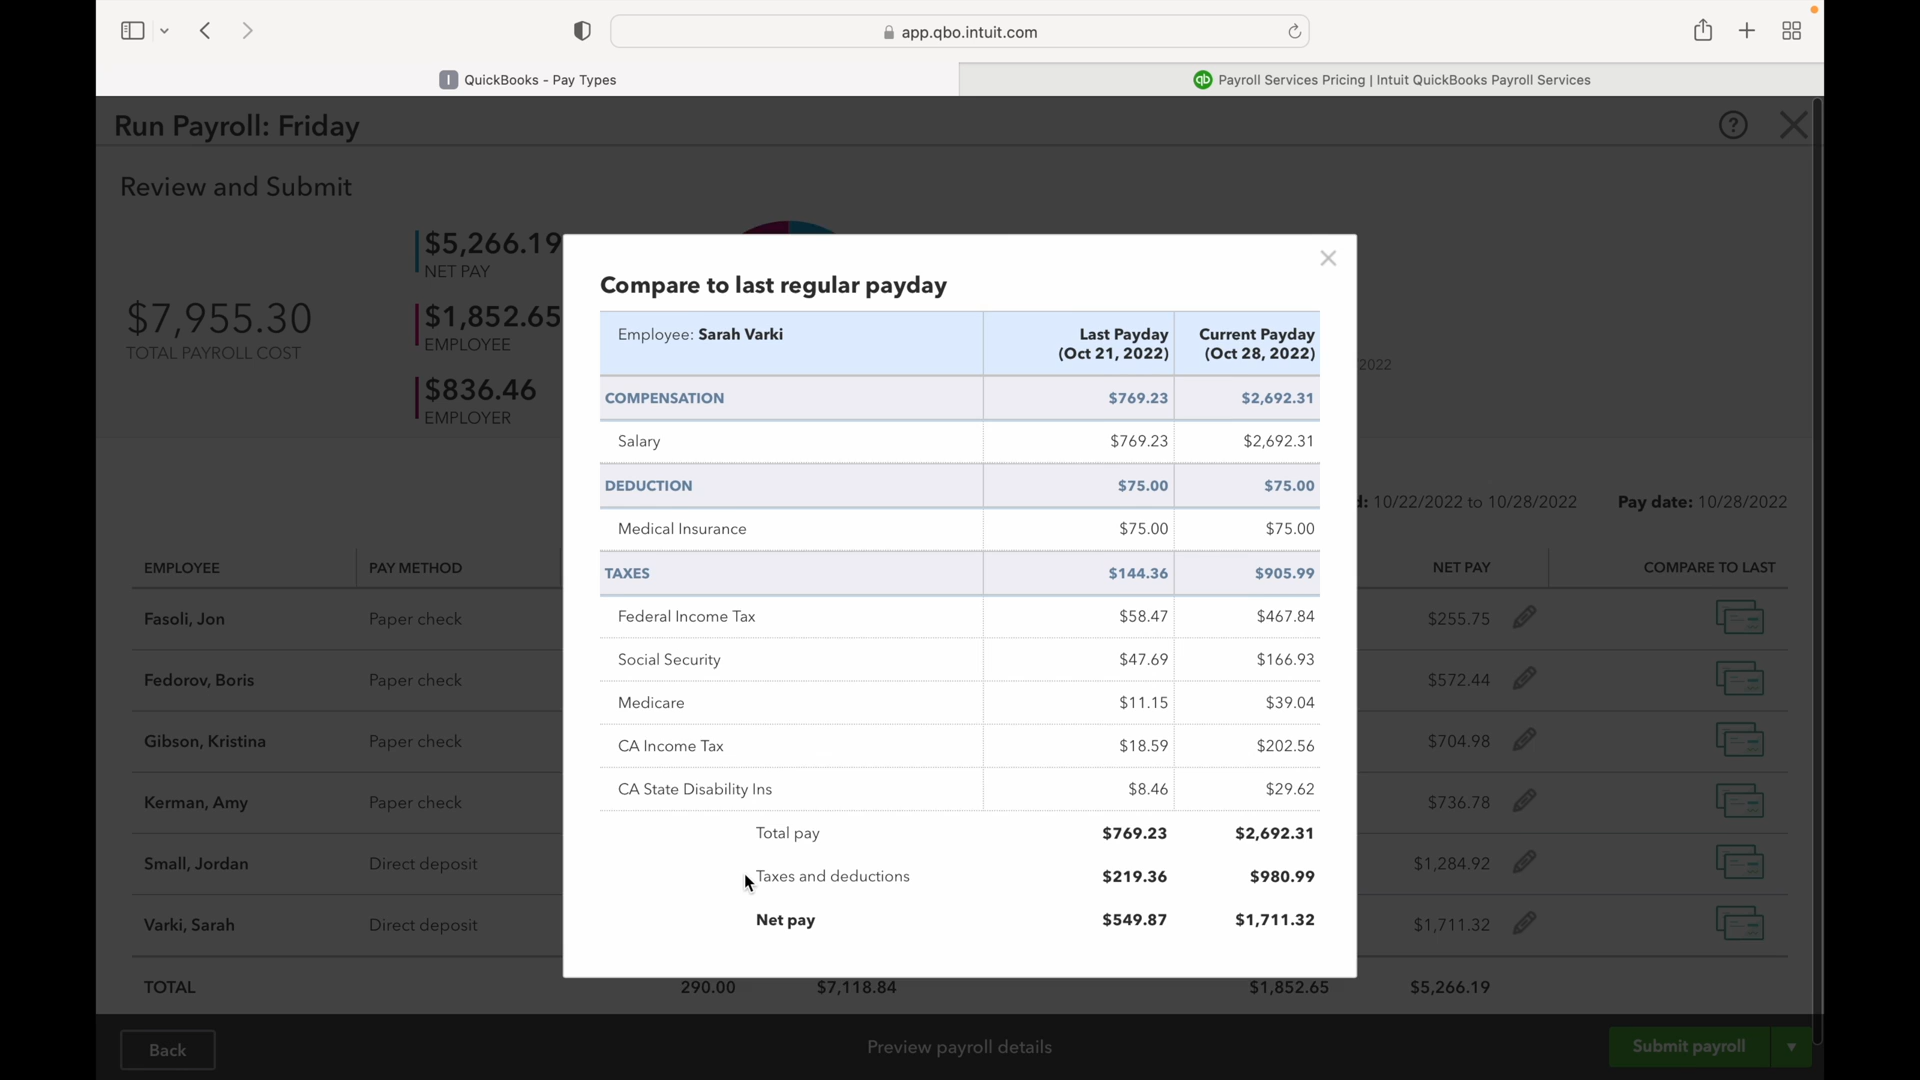 app.qbo.intuit.com
QuickBooks - Pay Types
qb Payroll Services Pricing | Intuit QuickBooks Payroll Services
Run Payroll: Friday
Review and Submit
$7,955.30
TOTAL PAYROLL COST
$5,266.19
NET PAY
$1,852.65
EMPLOYEE
$836.46
EMPLOYER
2022
Compare to last regular payday
Employee: Sarah Varki Last Payday (Oct 21, 2022) Current Payday (Oct 28, 2022)
COMPENSATION $769.23 $2,692.31
Salary $769.23 $2,692.31
DEDUCTION $75.00 $75.00
Medical Insurance $75.00 $75.00
TAXES $144.36 $905.99
Federal Income Tax $58.47 $467.84
Social Security $47.69 $166.93
Medicare $11.15 $39.04
CA Income Tax $18.59 $202.56
CA State Disability Ins $8.46 $29.62
Total pay $769.23 $2,692.31
Taxes and deductions $219.36 $980.99
Net pay $549.87 $1,711.32
d: 10/22/2022 to 10/28/2022 Pay date: 10/28/2022
EMPLOYEE PAY METHOD NET PAY COMPARE TO LAST
Fasoli, Jon Paper check $255.75
Fedorov, Boris Paper check $572.44
Gibson, Kristina Paper check $704.98
Kerman, Amy Paper check $736.78
Small, Jordan Direct deposit $1,284.92
Varki, Sarah Direct deposit $1,711.32
TOTAL 290.00 $7,118.84 $1,852.65 $5,266.19
Back Preview payroll details Submit payroll